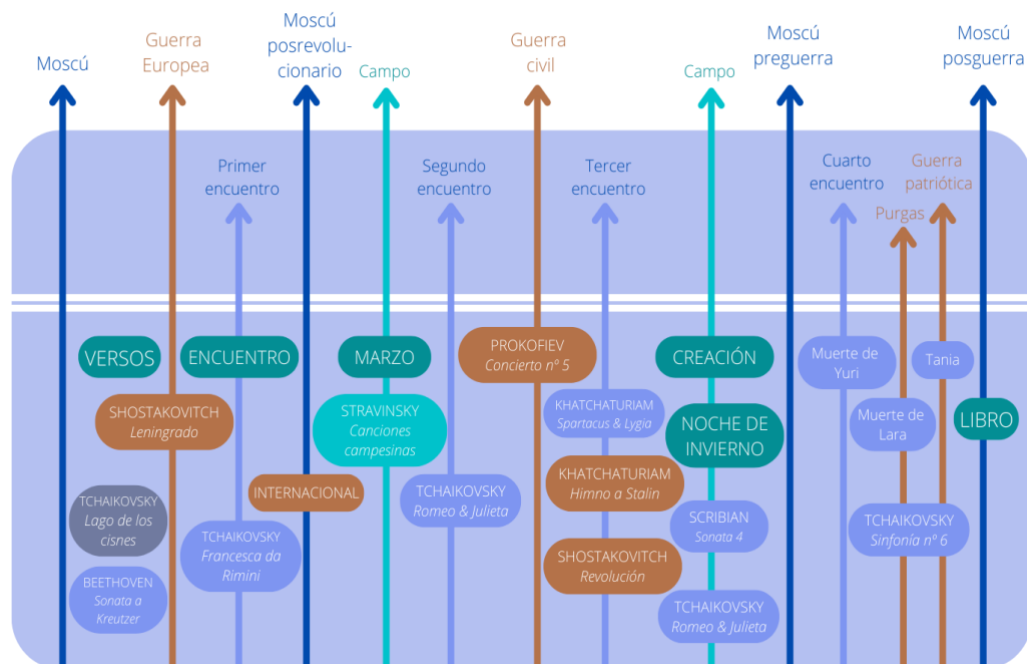 Moscú
Guerra
Europea
Moscú
posrevolu-
cionario
Campo
Guerra
civil
Campo
Moscú
preguerra
Moscú
posguerra
Primer
encuentro
Segundo
encuentro
Tercer
encuentro
Cuarto
encuentro
Guerra
patriótica
Purgas
VERSOS
ENCUENTRO
MARZO
PROKOFIEV
Concierto nº 5
CREACIÓN
Muerte de
Yuri
Tania
SHOSTAKOVITCH
Leningrado
STRAVINSKY
Canciones
campesinas
KHATCHATURIAM
Spartacus & Lygia
NOCHE DE
INVIERNO
Muerte de
Lara
LIBRO
INTERNACIONAL
KHATCHATURIAM
Himno a Stalin
TCHAIKOVSKY
Lago de los
cisnes
TCHAIKOVSKY
Romeo & Julieta
SCRIBIAN
Sonata 4
TCHAIKOVSKY
Sinfonía nº 6
TCHAIKOVSKY
Francesca da
Rimini
SHOSTAKOVITCH
Revolución
BEETHOVEN
Sonata a
Kreutzer
TCHAIKOVSKY
Romeo & Julieta